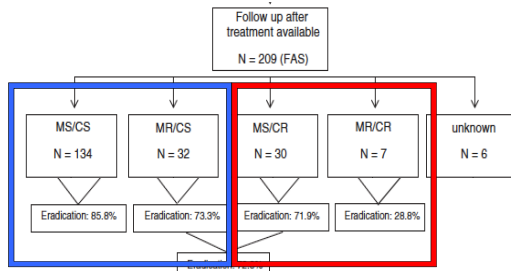 Follow up after
treatment available
N = 209 (FAS)
MS/CS
N = 134
MR/CS
N = 32
MS/CR
N = 30
MR/CR
N = 7
unknown
N = 6
Eradication: 85.8%
Eradication: 73.3%
Eradication: 71.9%
Eradication: 28.8%
Eradication: